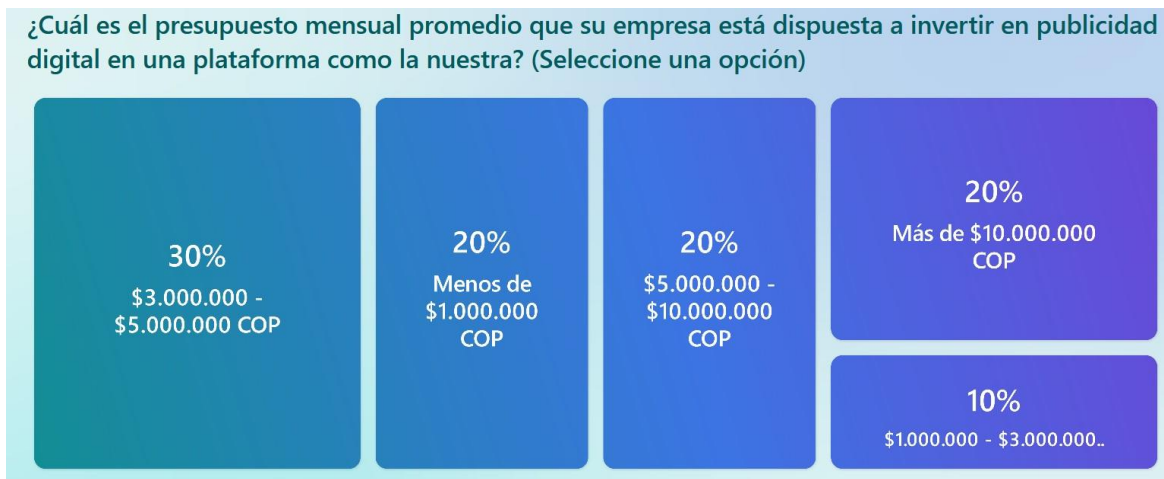 ¿Cuál es el presupuesto mensual promedio que su empresa está dispuesta a invertir en publicidad
digital en una plataforma como la nuestra? (Seleccione una opción)
30%
$3.000.000 -
$5.000.000 COP
20%
Menos de
$1.000.000
COP
20%
$5.000.000 -
$10.000.000
COP
20%
Más de $10.000.000
COP
10%
$1.000.000 - $3.000.000..